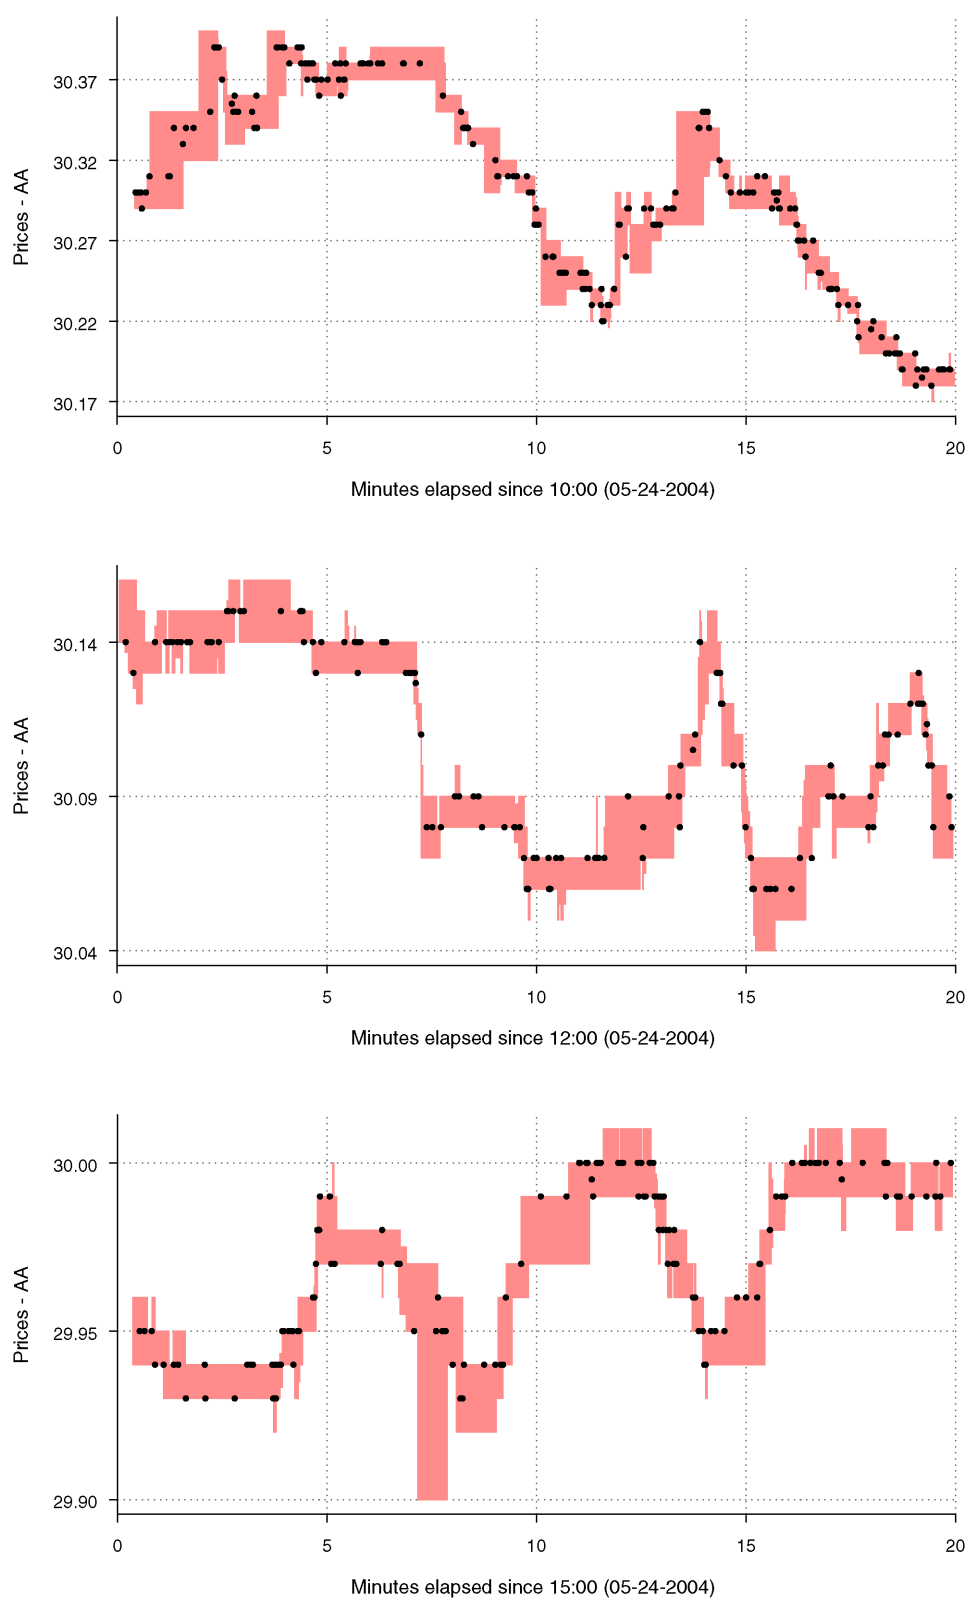 30.37
30.32
30.27
30.22
30.17
Prices - AA
0 5 10 15 20
Minutes elapsed since 10:00 (05-24-2004)
30.14
30.09
30.04
Prices - AA
0 5 10 15 20
Minutes elapsed since 12:00 (05-24-2004)
30.00
29.95
29.90
Prices - AA
0 5 10 15 20
Minutes elapsed since 15:00 (05-24-2004)